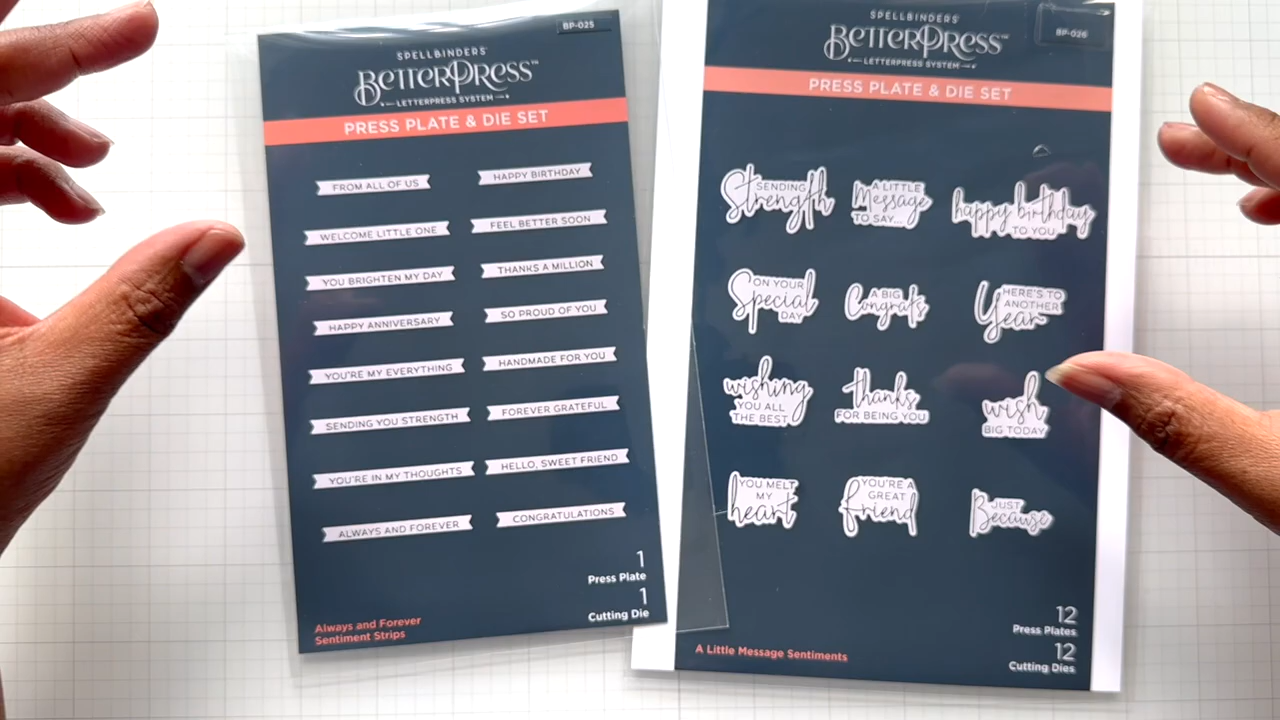 BP-025
SPELLBINDERS
BETTERPRESS™
LETTERPRESS SYSTEM
PRESS PLATE & DIE SET
FROM ALL OF US
HAPPY BIRTHDAY
WELCOME LITTLE ONE
FEEL BETTER SOON
YOU BRIGHTEN MY DAY
THANKS A MILLION
HAPPY ANNIVERSARY
SO PROUD OF YOU
YOU'RE MY EVERYTHING
HANDMADE FOR YOU
SENDING YOU STRENGTH
FOREVER GRATEFUL
YOU'RE IN MY THOUGHTS
HELLO, SWEET FRIEND
ALWAYS AND FOREVER
CONGRATULATIONS
1
Press Plate
1
Cutting Die
Always and Forever
Sentiment Strips
BP-026
SPELLBINDERS
BETTERPRESS™
LETTERPRESS SYSTEM
PRESS PLATE & DIE SET
SENDING
Strength
A LITTLE
Message
TO SAY...
happy birthday
TO YOU
ON YOUR
Special
DAY
A BIG
Congrats
HERE'S TO
ANOTHER
Year
wishing
YOU ALL
THE BEST
thanks
FOR BEING YOU
wish
BIG TODAY
YOU MELT
MY
heart
YOU'RE A
GREAT
friend
JUST
Because
12
Press Plates
12
Cutting Dies
A Little Message Sentiments